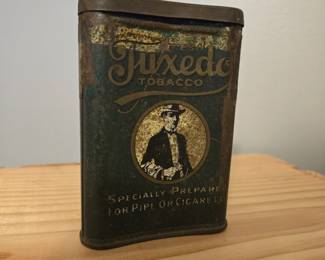 Tuxedo
TOBACCO
SPECIALLY PREPARED
FOR PIPE OR CIGARETTE